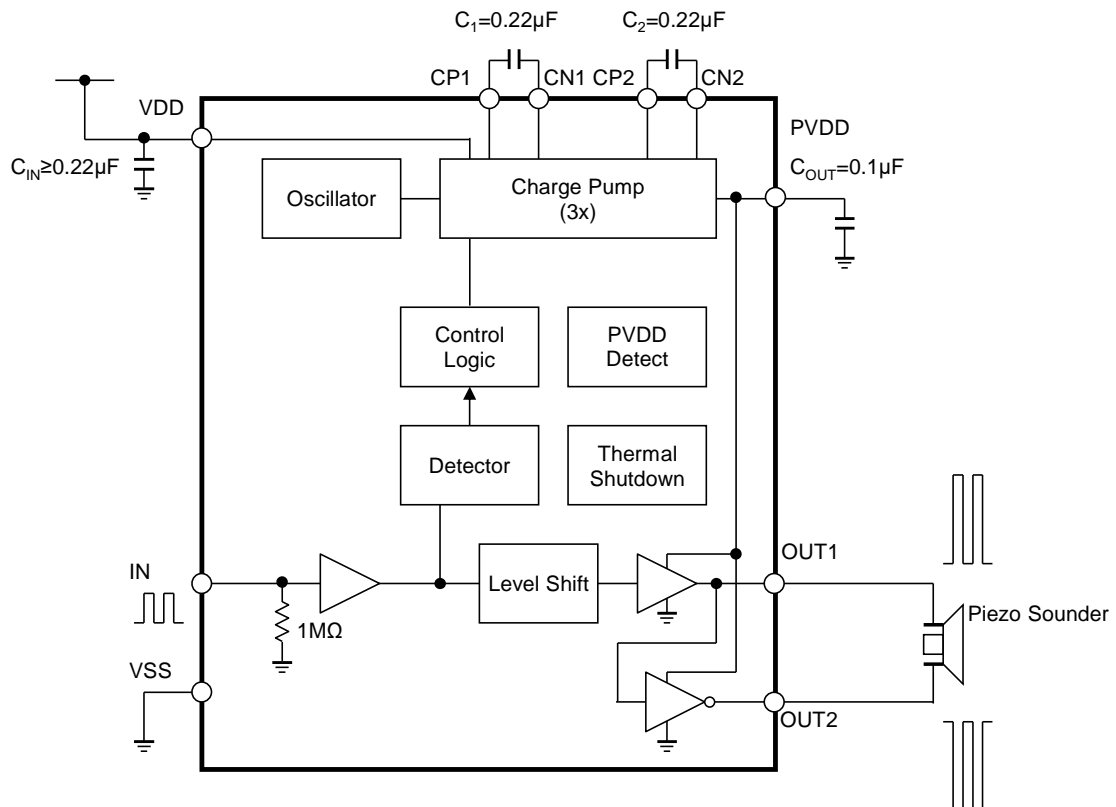 C1=0.22µF
C2=0.22µF
CP1
CN1
CP2
CN2
VDD
PVDD
CIN≥0.22µF
COUT=0.1µF
Oscillator
Charge Pump
(3x)
Control
Logic
PVDD
Detect
Detector
Thermal
Shutdown
IN
Level Shift
OUT1
1MΩ
Piezo Sounder
VSS
OUT2